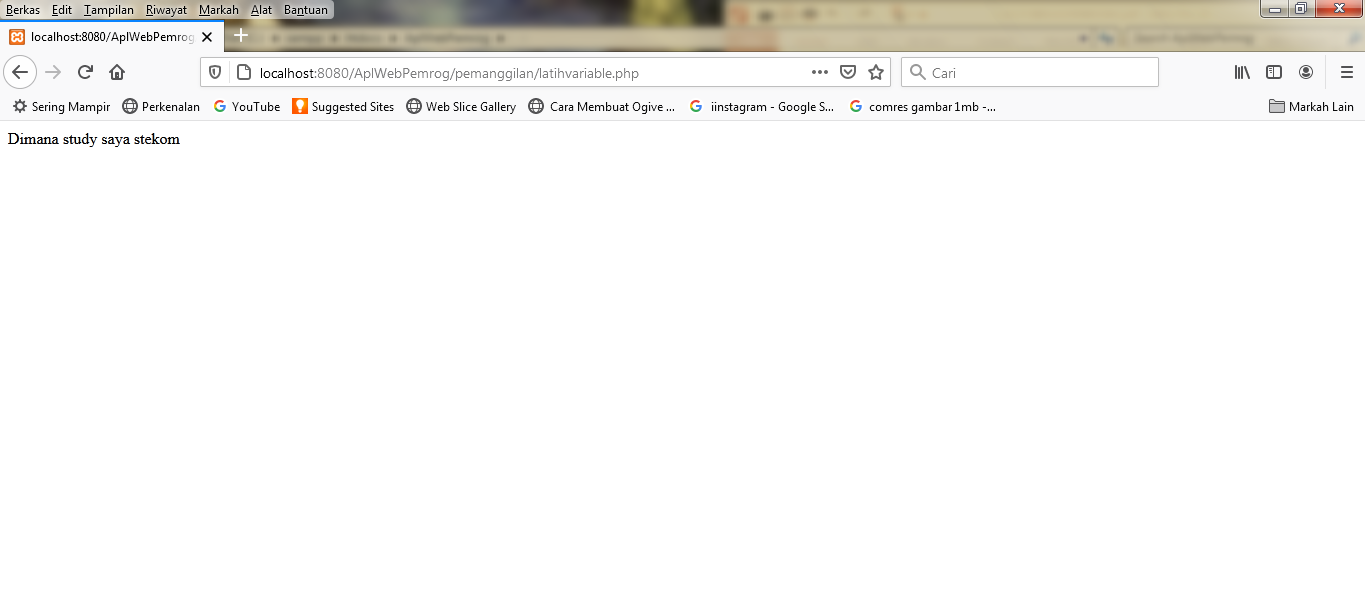 Berkas Edit Tampilan Riwayat Markah Alat Bantuan
localhost:8080/AplWebPemrog
localhost:8080/AplWebPemrog/pemanggilan/latihvariable.php Cari
Sering Mampir Perkenalan YouTube Suggested Sites Web Slice Gallery Cara Membuat Ogive ... iinstagram - Google S... comres gambar 1mb -... Markah Lain
Dimana study saya stekom